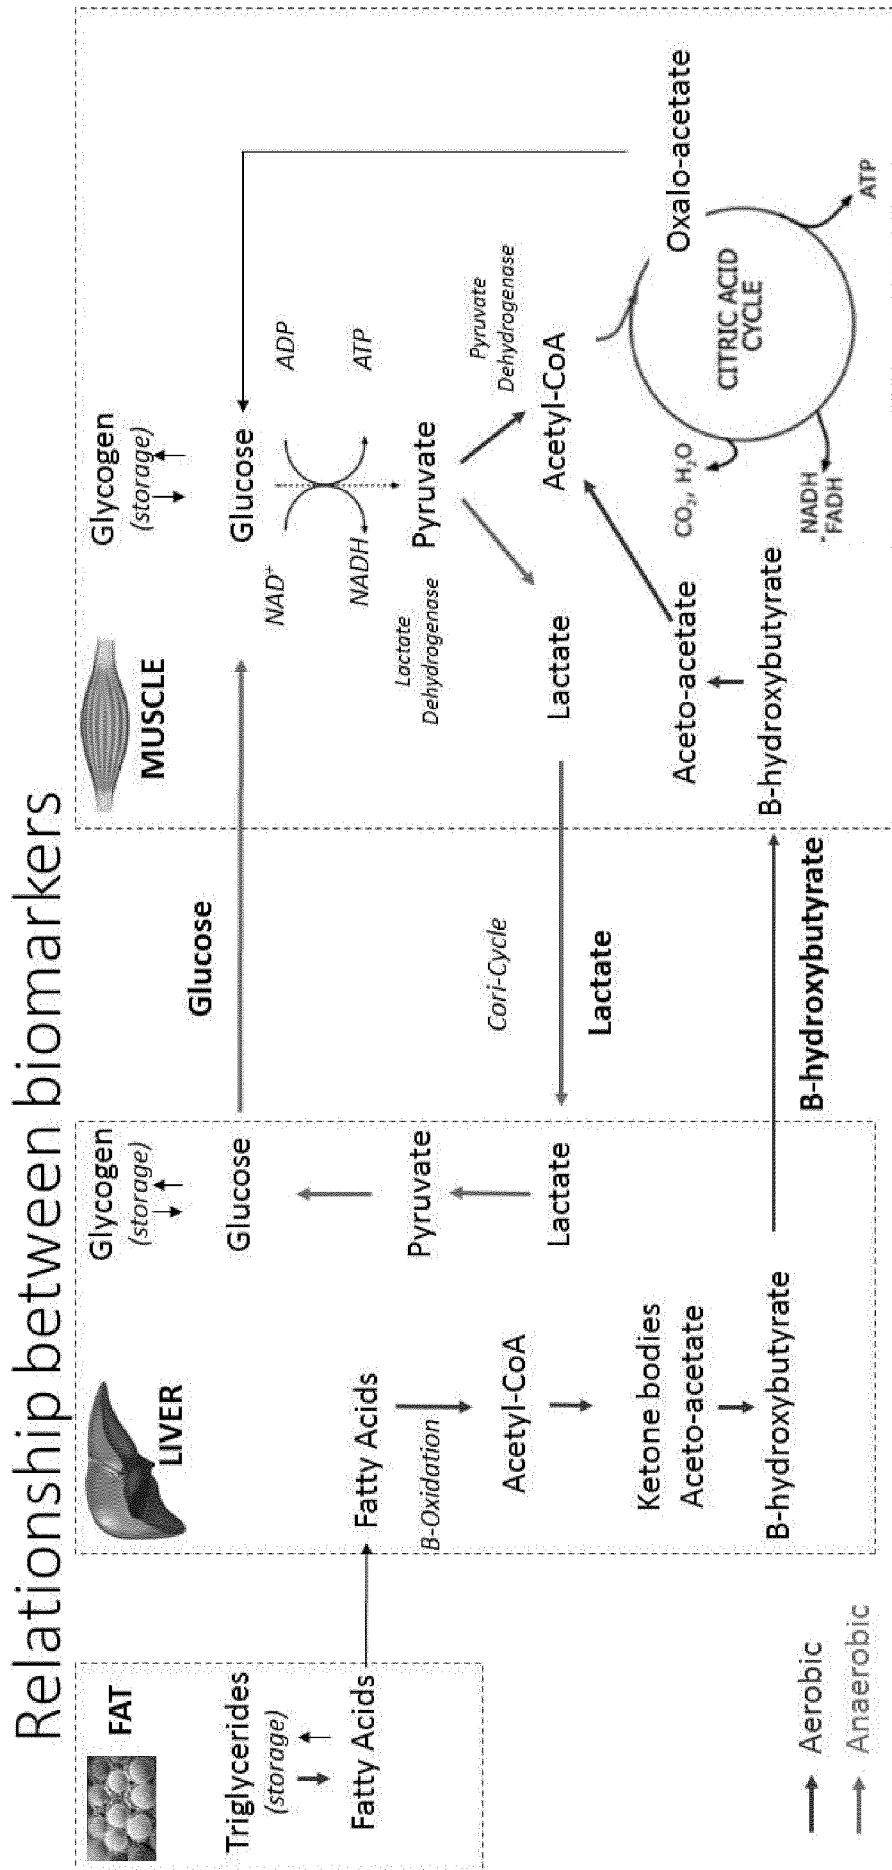 Relationship between biomarkers
FAT
Triglycerides
(storage)
Fatty Acids
LIVER
Fatty Acids
B-Oxidation
Acetyl-CoA
Ketone bodies
Aceto-acetate
B-hydroxybutyrate
Glycogen
(storage)
Glucose
Pyruvate
Lactate
Glucose
Cori-Cycle
Lactate
B-hydroxybutyrate
MUSCLE
Glycogen
(storage)
Glucose
NAD+
ADP
NADH
ATP
Lactate
Dehydrogenase
Pyruvate
Pyruvate
Dehydrogenase
Lactate
Acetyl-CoA
Aceto-acetate
B-hydroxybutyrate
Oxalo-acetate
CITRIC ACID
CYCLE
CO2, H2O
NADH
FADH
ATP
Aerobic
Anaerobic